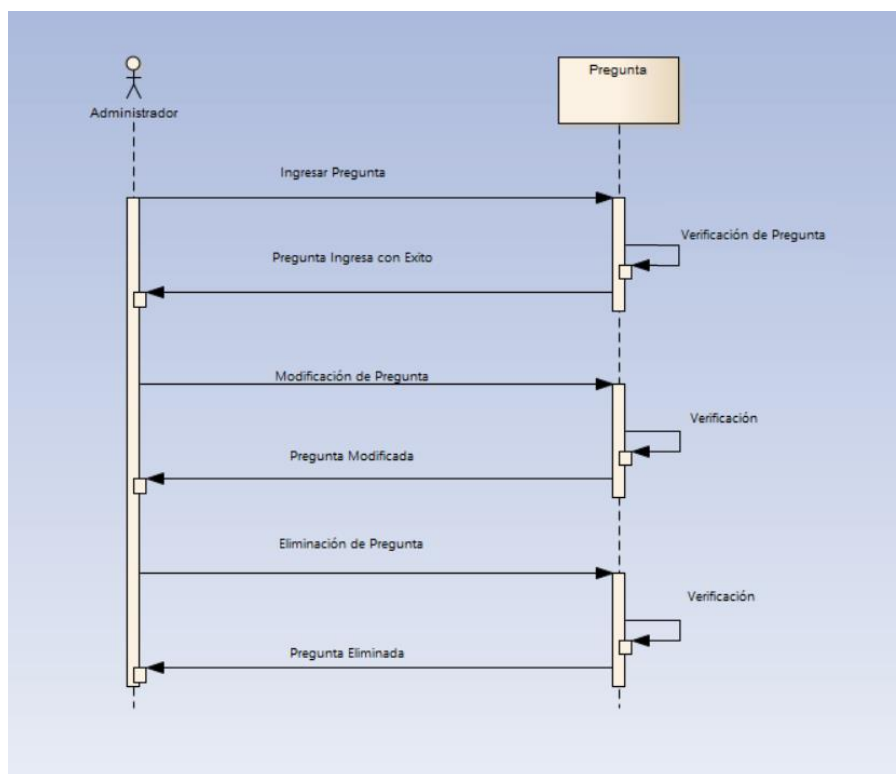 Pregunta
Administrador
Ingresar Pregunta
Verificación de Pregunta
Pregunta Ingresa con Exito
Modificación de Pregunta
Verificación
Pregunta Modificada
Eliminación de Pregunta
Verificación
Pregunta Eliminada